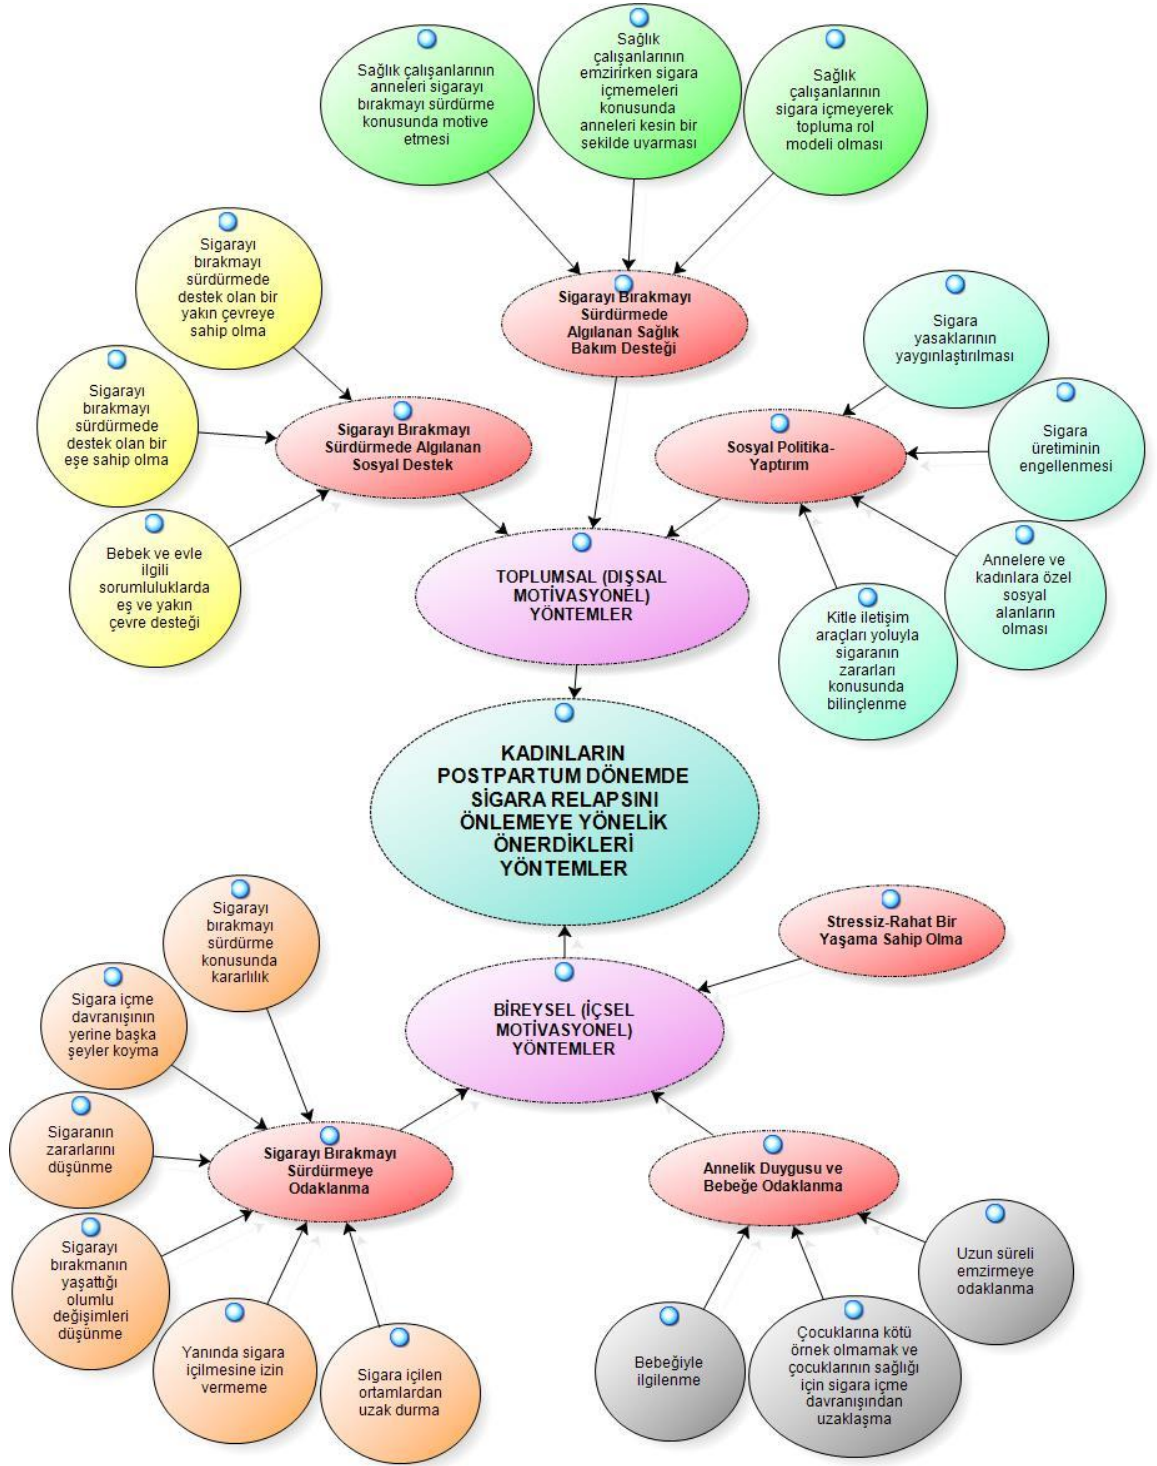 Sağlık çalışanlarının
anneleri sigarayı
bırakmayı sürdürme
konusunda motive
etmesi
Sağlık
çalışanlarının
emzirirken sigara
içmemeleri
konusunda
anneleri kesin bir
şekilde uyarması
Sağlık
çalışanlarının
sigara içmeyerek
topluma rol
modeli olması
Sigarayı
bırakmayı
sürdürmede
destek olan bir
yakın çevreye
sahip olma
Sigarayı Bırakmayı
Sürdürmede
Algılanan Sağlık
Bakım Desteği
Sigara
yasaklarının
yaygınlaştırılması
Sigarayı
bırakmayı
sürdürmede
destek olan bir
eşe sahip olma
Sigarayı Bırakmayı
Sürdürmede Algılanan
Sosyal Destek
Sosyal Politika-
Yaptırım
Sigara
üretiminin
engellenmesi
Bebek ve evle
ilgili
sorumluluklarda
eş ve yakın
çevre desteği
TOPLUMSAL (DIŞSAL
MOTİVASYONEL)
YÖNTEMLER
Annelere ve
kadınlara özel
sosyal
alanların
olması
Kitle iletişim
araçları yoluyla
sigaranın
zararları
konusunda
bilinçlenme
KADINLARIN
POSTPARTUM DÖNEMDE
SİGARA RELAPSINI
ÖNLEMEYE YÖNELİK
ÖNERDİKLERİ
YÖNTEMLER
Sigarayı
bırakmayı
sürdürme
konusunda
kararlılık
Stressiz-Rahat Bir
Yaşama Sahip Olma
Sigara içme
davranışının
yerine başka
şeyler koyma
BİREYSEL (İÇSEL
MOTİVASYONEL)
YÖNTEMLER
Sigaranın
zararlarını
düşünme
Sigarayı Bırakmayı
Sürdürmeye
Odaklanma
Annelik Duygusu ve
Bebeğe Odaklanma
Sigarayı
bırakmanın
yaşattığı
olumlu
değişimleri
düşünme
Yanında sigara
içilmesine izin
vermeme
Sigara içilen
ortamlardan
uzak durma
Bebeğiyle
ilgilenme
Çocuklarına kötü
örnek olmamak ve
çocuklarının sağlığı
için sigara içme
davranışından
uzaklaşma
Uzun süreli
emzirmeye
odaklanma